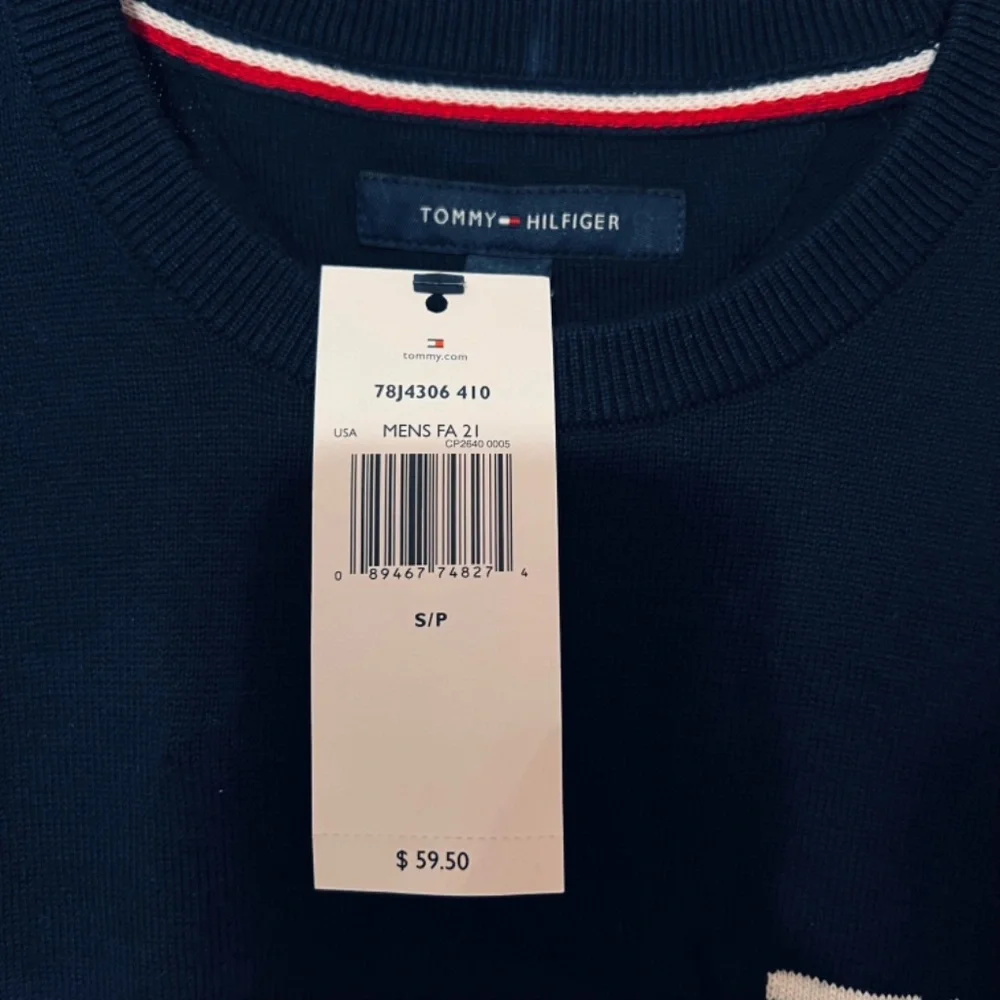 TOMMY HILFIGER
tommy.com
78J4306 410
USA MENS FA 21
CP2640 0005
0 89467 74827 4
S/P
$ 59.50